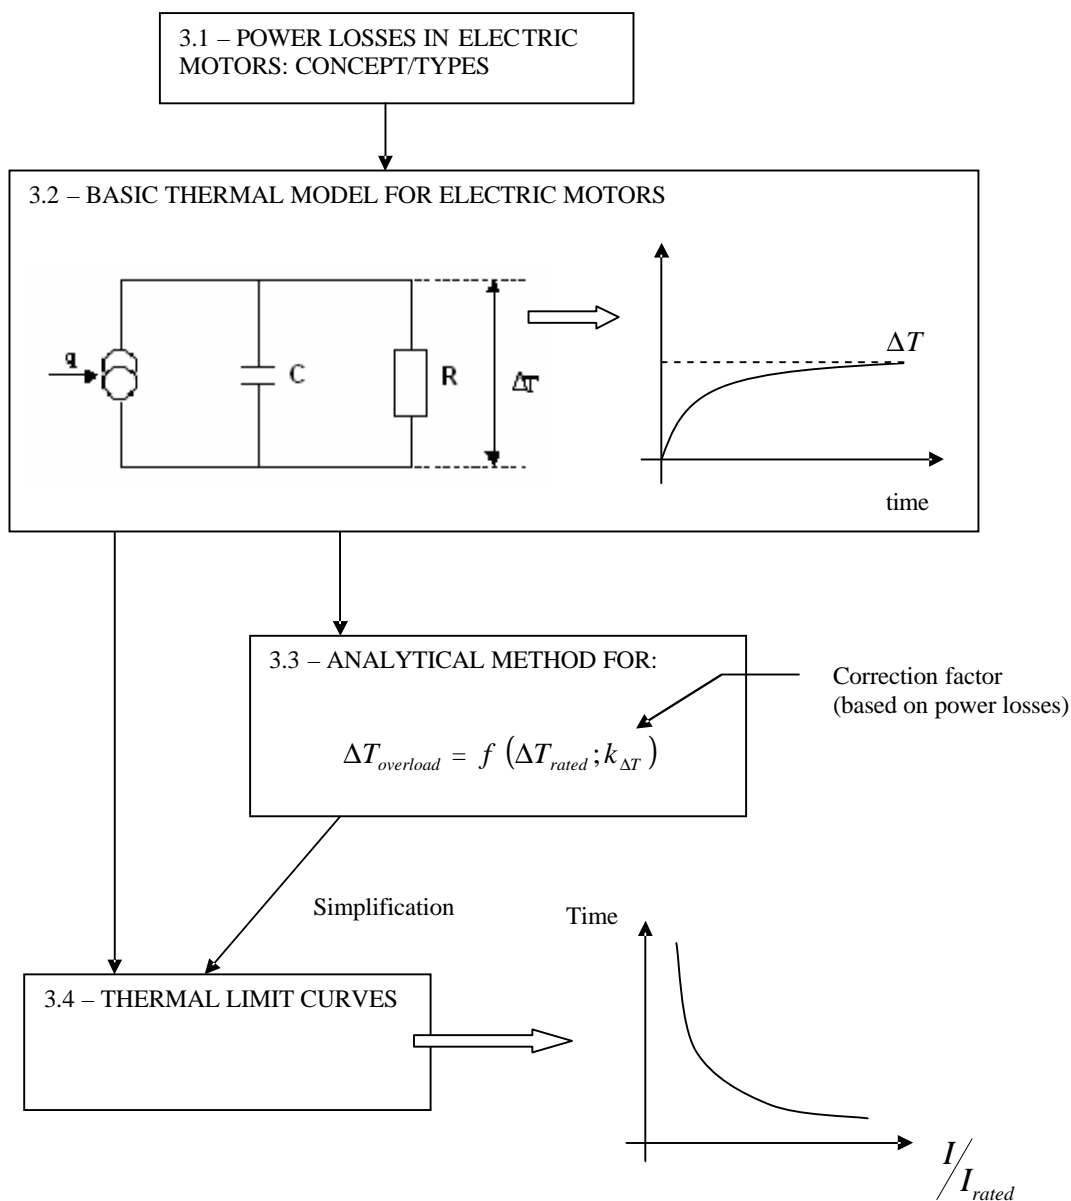 3.1 – POWER LOSSES IN ELECTRIC
MOTORS: CONCEPT/TYPES
3.2 – BASIC THERMAL MODEL FOR ELECTRIC MOTORS
q
C
R
ΔT
ΔT
time
3.3 – ANALYTICAL METHOD FOR:
ΔT_overload = f (ΔT_rated ; k_ΔT)
Correction factor
(based on power losses)
Simplification
3.4 – THERMAL LIMIT CURVES
Time
I/I_rated